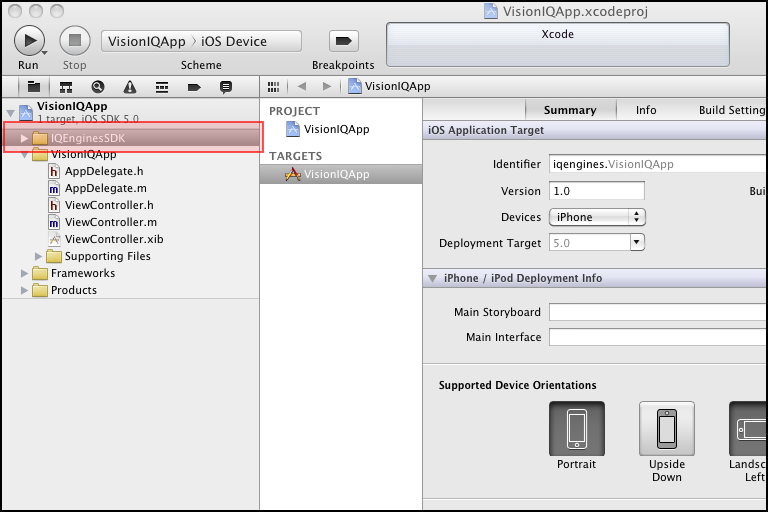 VisionIQApp.xcodeproj
Run
Stop
VisionIQApp
iOS Device
Scheme
Breakpoints
Xcode
VisionIQApp
1 target, iOS SDK 5.0
IQEnginesSDK
VisionIQApp
h AppDelegate.h
m AppDelegate.m
h ViewController.h
m ViewController.m
ViewController.xib
Supporting Files
Frameworks
Products
VisionIQApp
PROJECT
VisionIQApp
TARGETS
VisionIQApp
Summary
Info
Build Setting
iOS Application Target
Identifier iqengines.VisionIQApp
Version 1.0
Bui
Devices iPhone
Deployment Target 5.0
iPhone / iPod Deployment Info
Main Storyboard
Main Interface
Supported Device Orientations
Portrait
Upside
Down
Landsc
Left